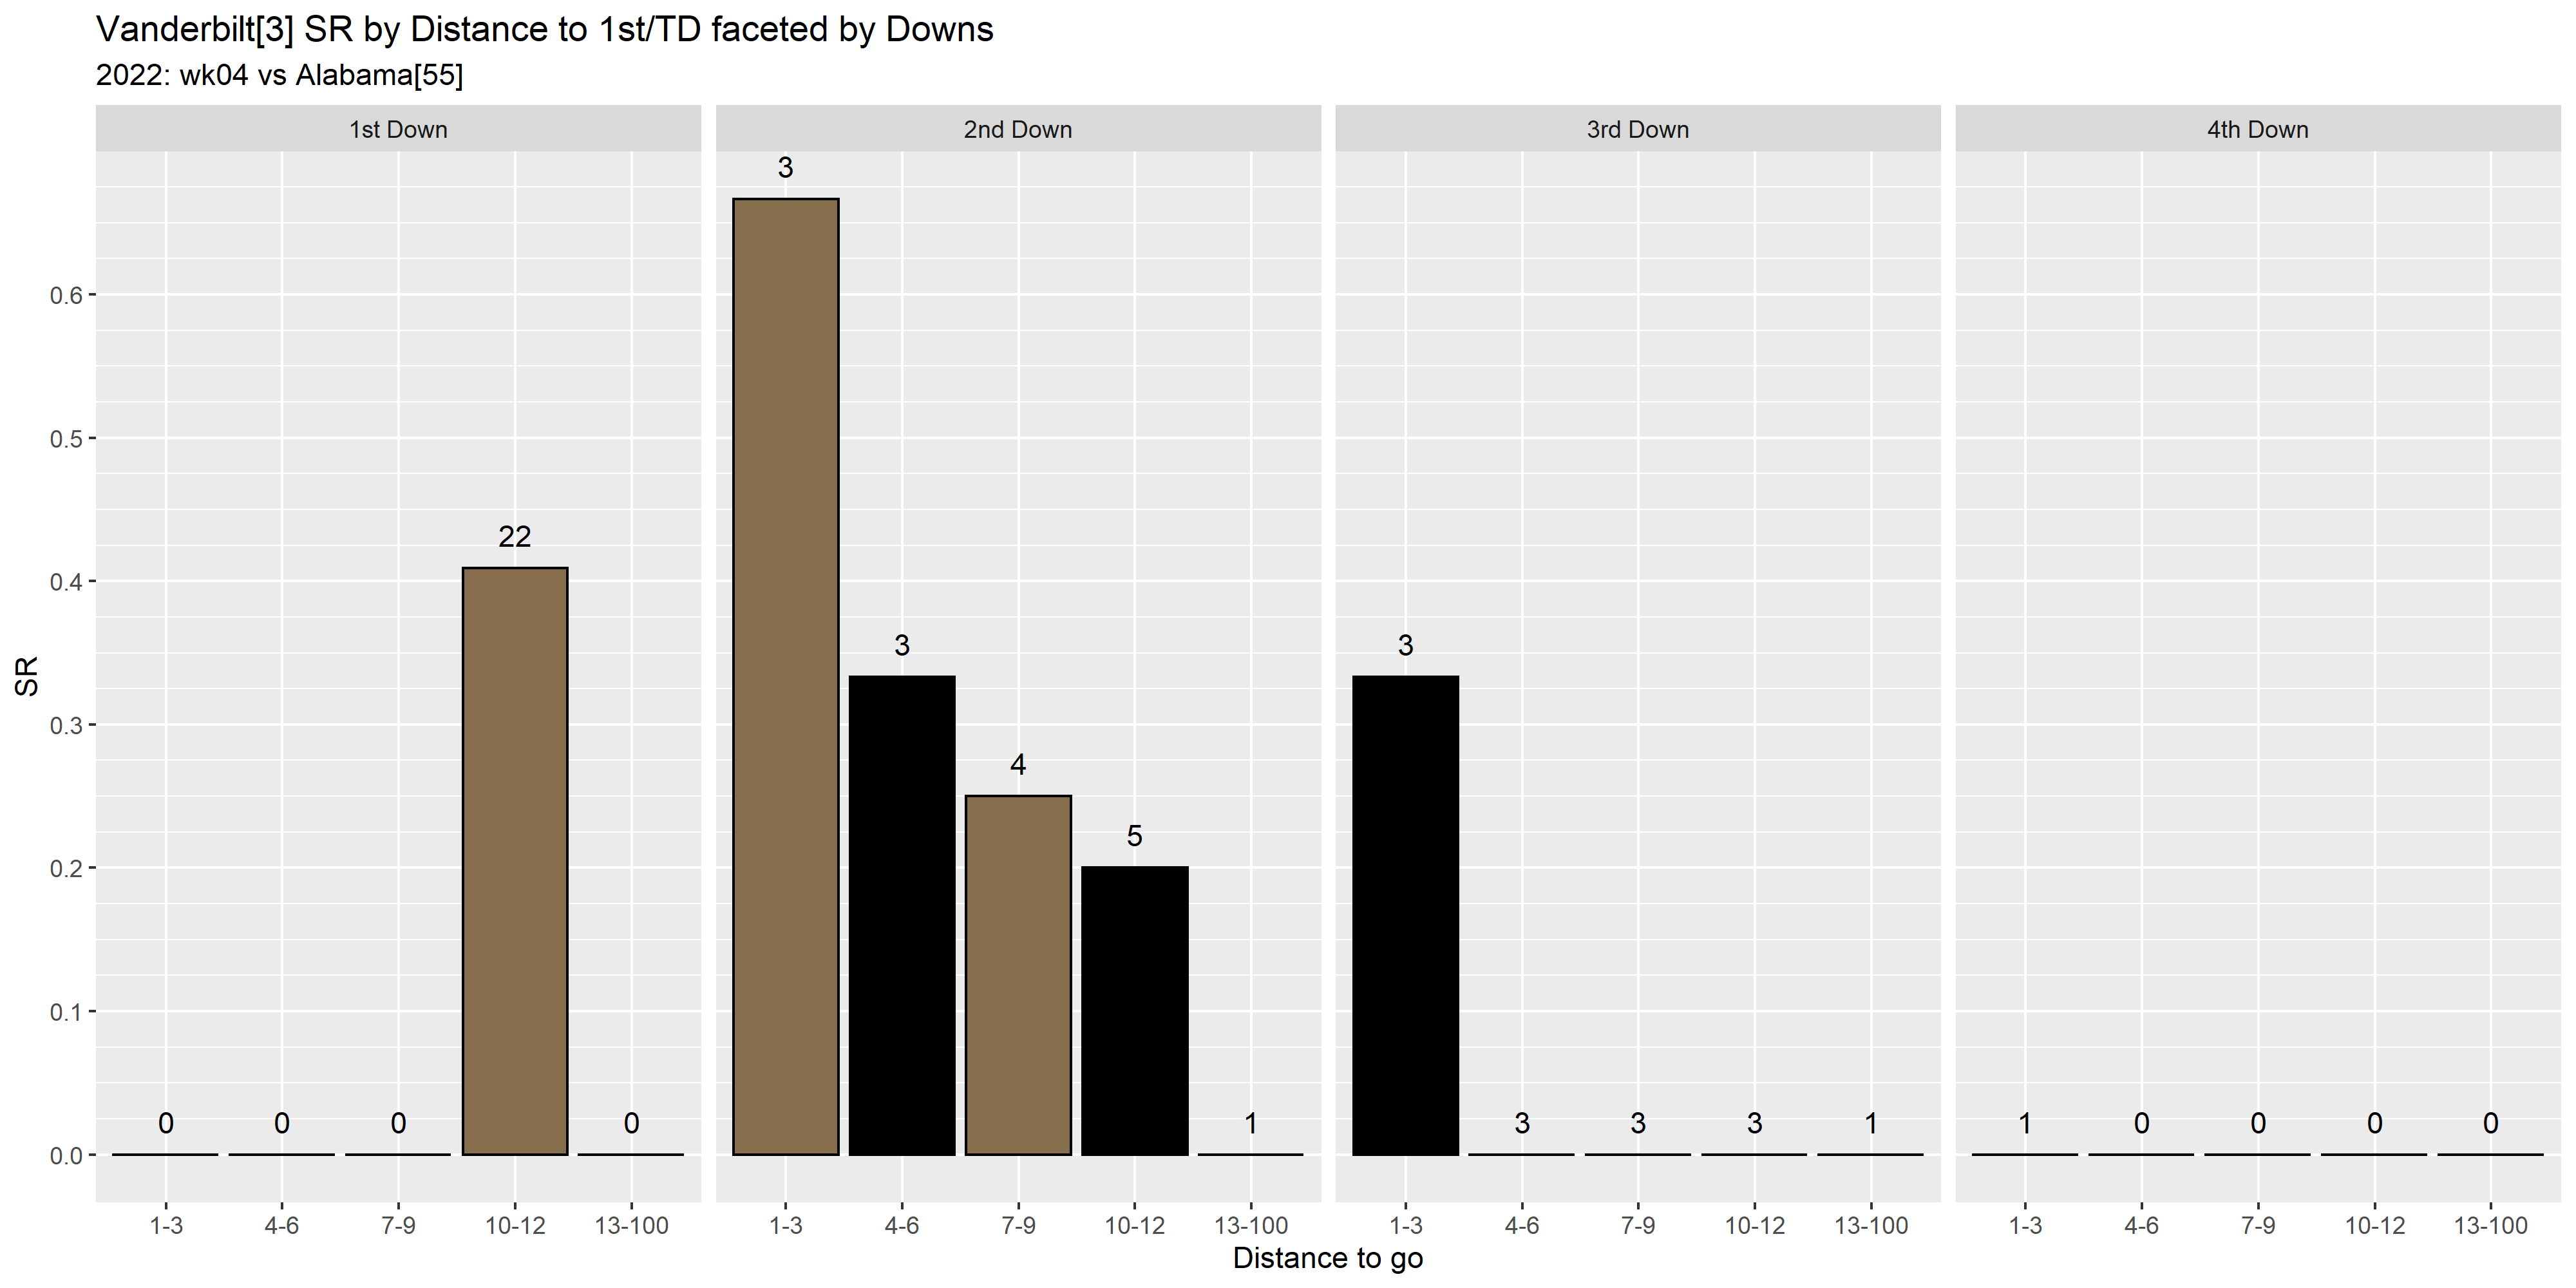 Vanderbilt[3] SR by Distance to 1st/TD faceted by Downs
2022: wk04 vs Alabama[55]
1st Down
2nd Down
3rd Down
4th Down
SR
0.6
0.5
0.4
0.3
0.2
0.1
0.0
0 0 0 22 0
3 3 4 5 1
3 3 3 3 1
1 0 0 0 0
1-3 4-6 7-9 10-12 13-100
1-3 4-6 7-9 10-12 13-100
1-3 4-6 7-9 10-12 13-100
1-3 4-6 7-9 10-12 13-100
Distance to go